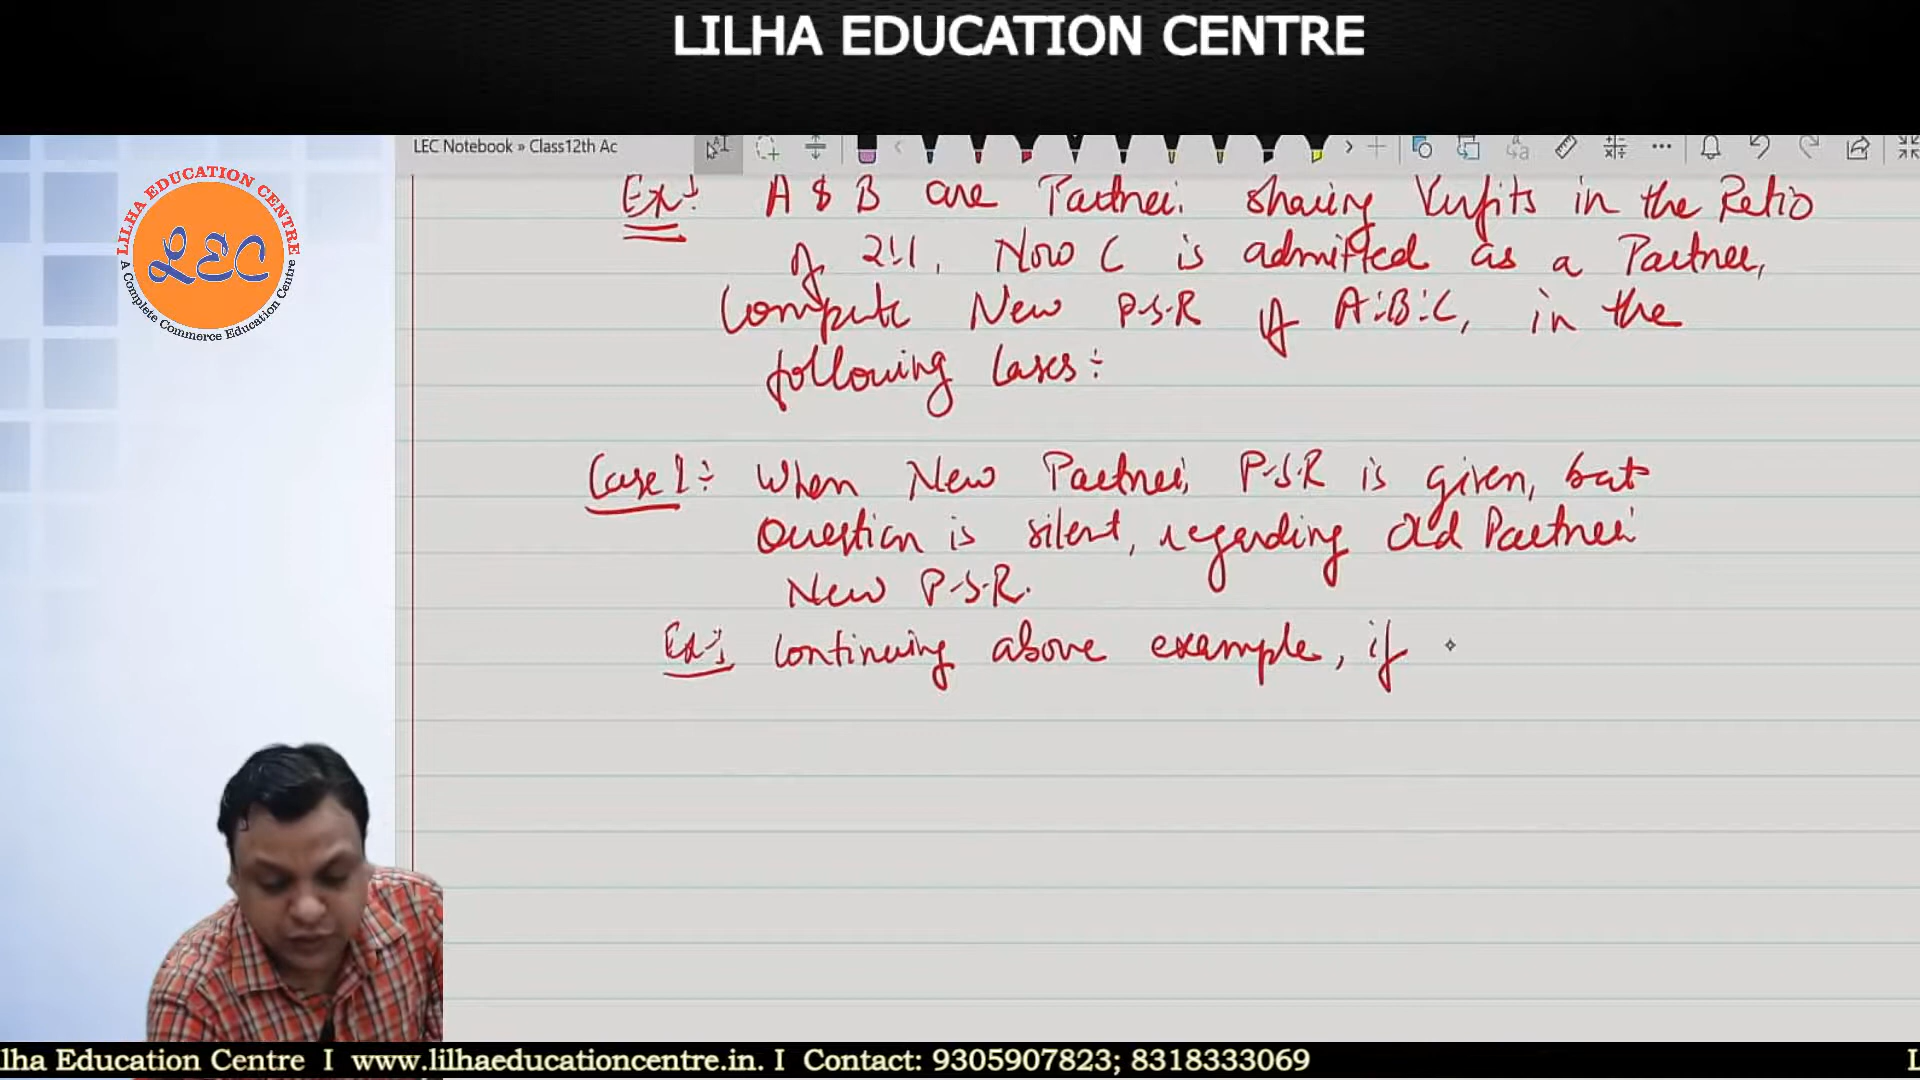 LILHA EDUCATION CENTRE
LEC Notebook » Class12th Ac
LILHA EDUCATION CENTRE
LEC
A Complete Commerce Education Centre
Ex:- A & B are Partner sharing Profits in the Ratio
of 2:1, Now C is admitted as a Partner,
Compute New P.S.R of A:B:C, in the
following Cases:-
Case 1:- When New Partner P.S.R is given, but
Question is silent, regarding Old Partner
New P.S.R.
Ex:- Continuing above example, if
lha Education Centre I www.lilhaeducationcentre.in. I Contact: 9305907823; 8318333069
L